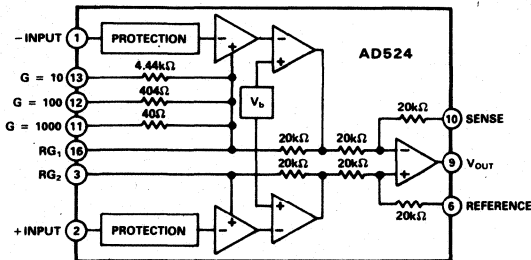 − INPUT 1 PROTECTION
AD524
G = 10 13 4.44kΩ
G = 100 12 404Ω
G = 1000 11 40Ω
Vb
20kΩ 10 SENSE
RG1 16 20kΩ 20kΩ
RG2 3 20kΩ 20kΩ
9 VOUT
6 REFERENCE
20kΩ
+ INPUT 2 PROTECTION
− + − + − + + − + − − +